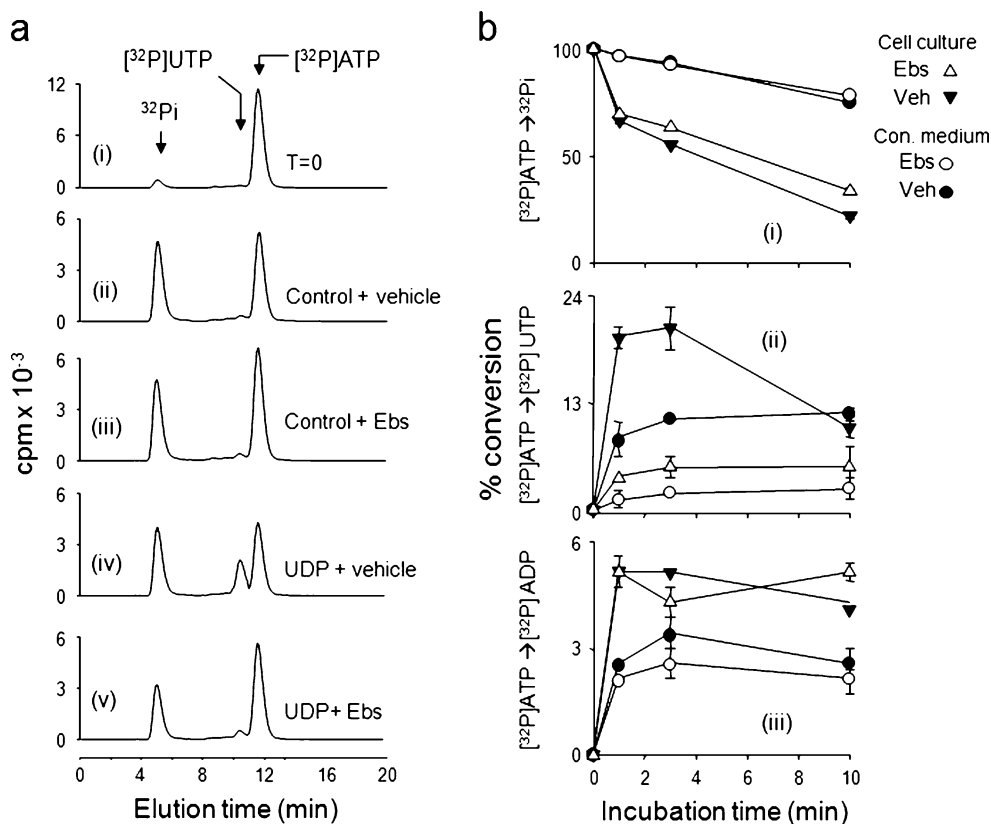 a
[³²P]UTP
[³²P]ATP
³²Pi
12
6
0
(i)
T=0
6
3
0
(ii)
Control + vehicle
6
3
0
(iii)
Control + Ebs
6
3
0
(iv)
UDP + vehicle
6
3
0
(v)
UDP+ Ebs
cpm x 10⁻³
0 4 8 12 16 20
Elution time (min)
b
100
50
0
[³²P]ATP → ³²Pi
(i)
Cell culture
Ebs △
Veh ▼
Con. medium
Ebs ○
Veh ●
24
13
0
% conversion
[³²P]ATP → [³²P] UTP
(ii)
6
3
0
[³²P]ATP → [³²P] ADP
(iii)
0 2 4 6 8 10
Incubation time (min)